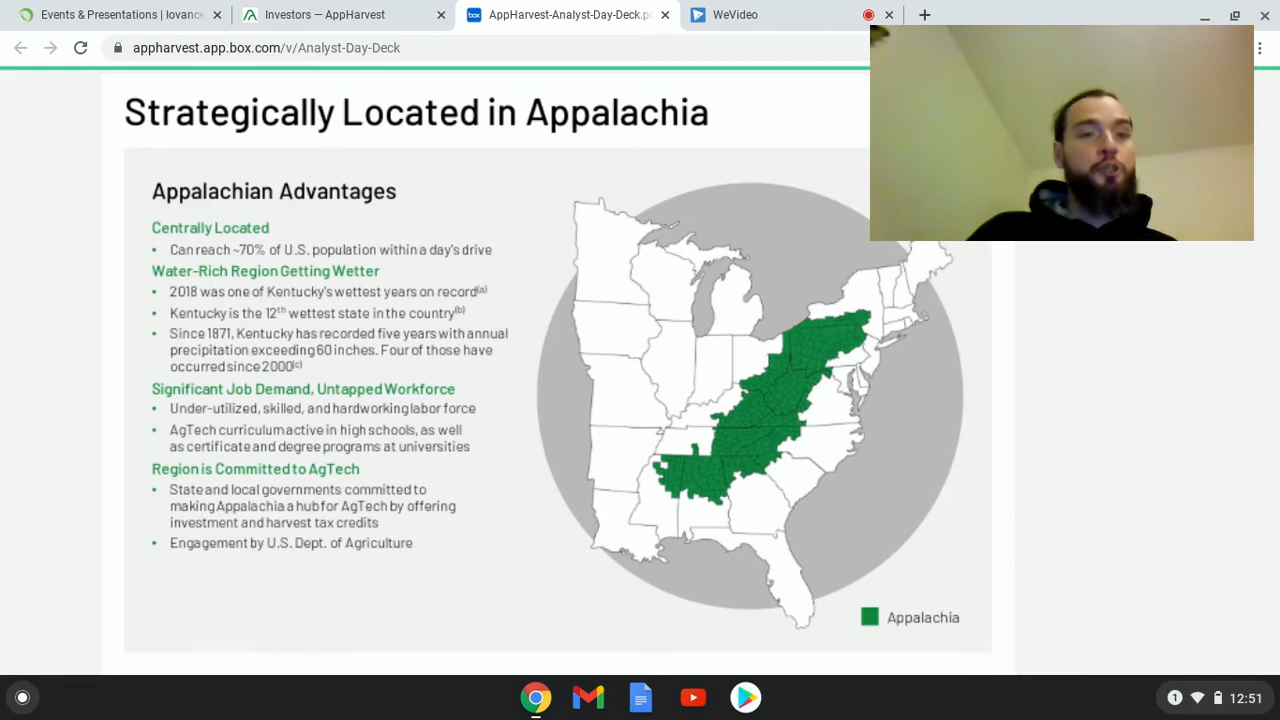 Events & Presentations | Iovance
Investors — AppHarvest
AppHarvest-Analyst-Day-Deck.p
WeVideo
appharvest.app.box.com/v/Analyst-Day-Deck
Strategically Located in Appalachia
Appalachian Advantages
Centrally Located
• Can reach ~70% of U.S. population within a day's drive
Water-Rich Region Getting Wetter
• 2018 was one of Kentucky's wettest years on record(a)
• Kentucky is the 12th wettest state in the country(b)
• Since 1871, Kentucky has recorded five years with annual
precipitation exceeding 60 inches. Four of those have
occurred since 2000(c)
Significant Job Demand, Untapped Workforce
• Under-utilized, skilled, and hardworking labor force
• AgTech curriculum active in high schools, as well
as certificate and degree programs at universities
Region is Committed to AgTech
• State and local governments committed to
making Appalachia a hub for AgTech by offering
investment and harvest tax credits
• Engagement by U.S. Dept. of Agriculture
Appalachia
box
1
12:51